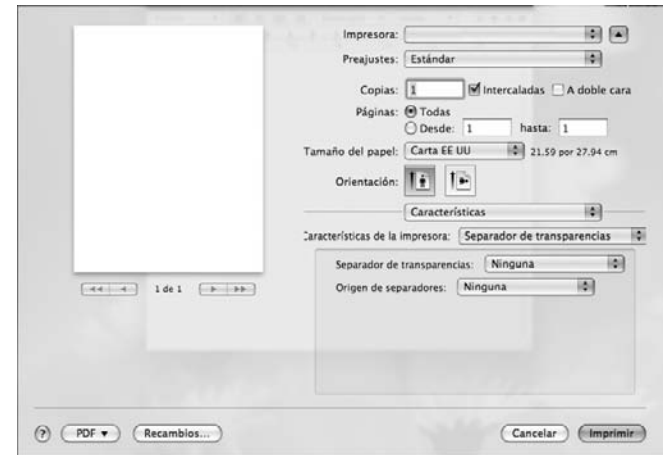 Impresora:
Preajustes: Estándar
Copias: 1 Intercaladas A doble cara
Páginas: Todas
Desde: 1 hasta: 1
Tamaño del papel: Carta EE UU 21.59 por 27.94 cm
Orientación:
Características
Características de la impresora: Separador de transparencias
Separador de transparencias: Ninguna
1 de 1
Origen de separadores: Ninguna
? PDF Recambios... Cancelar Imprimir